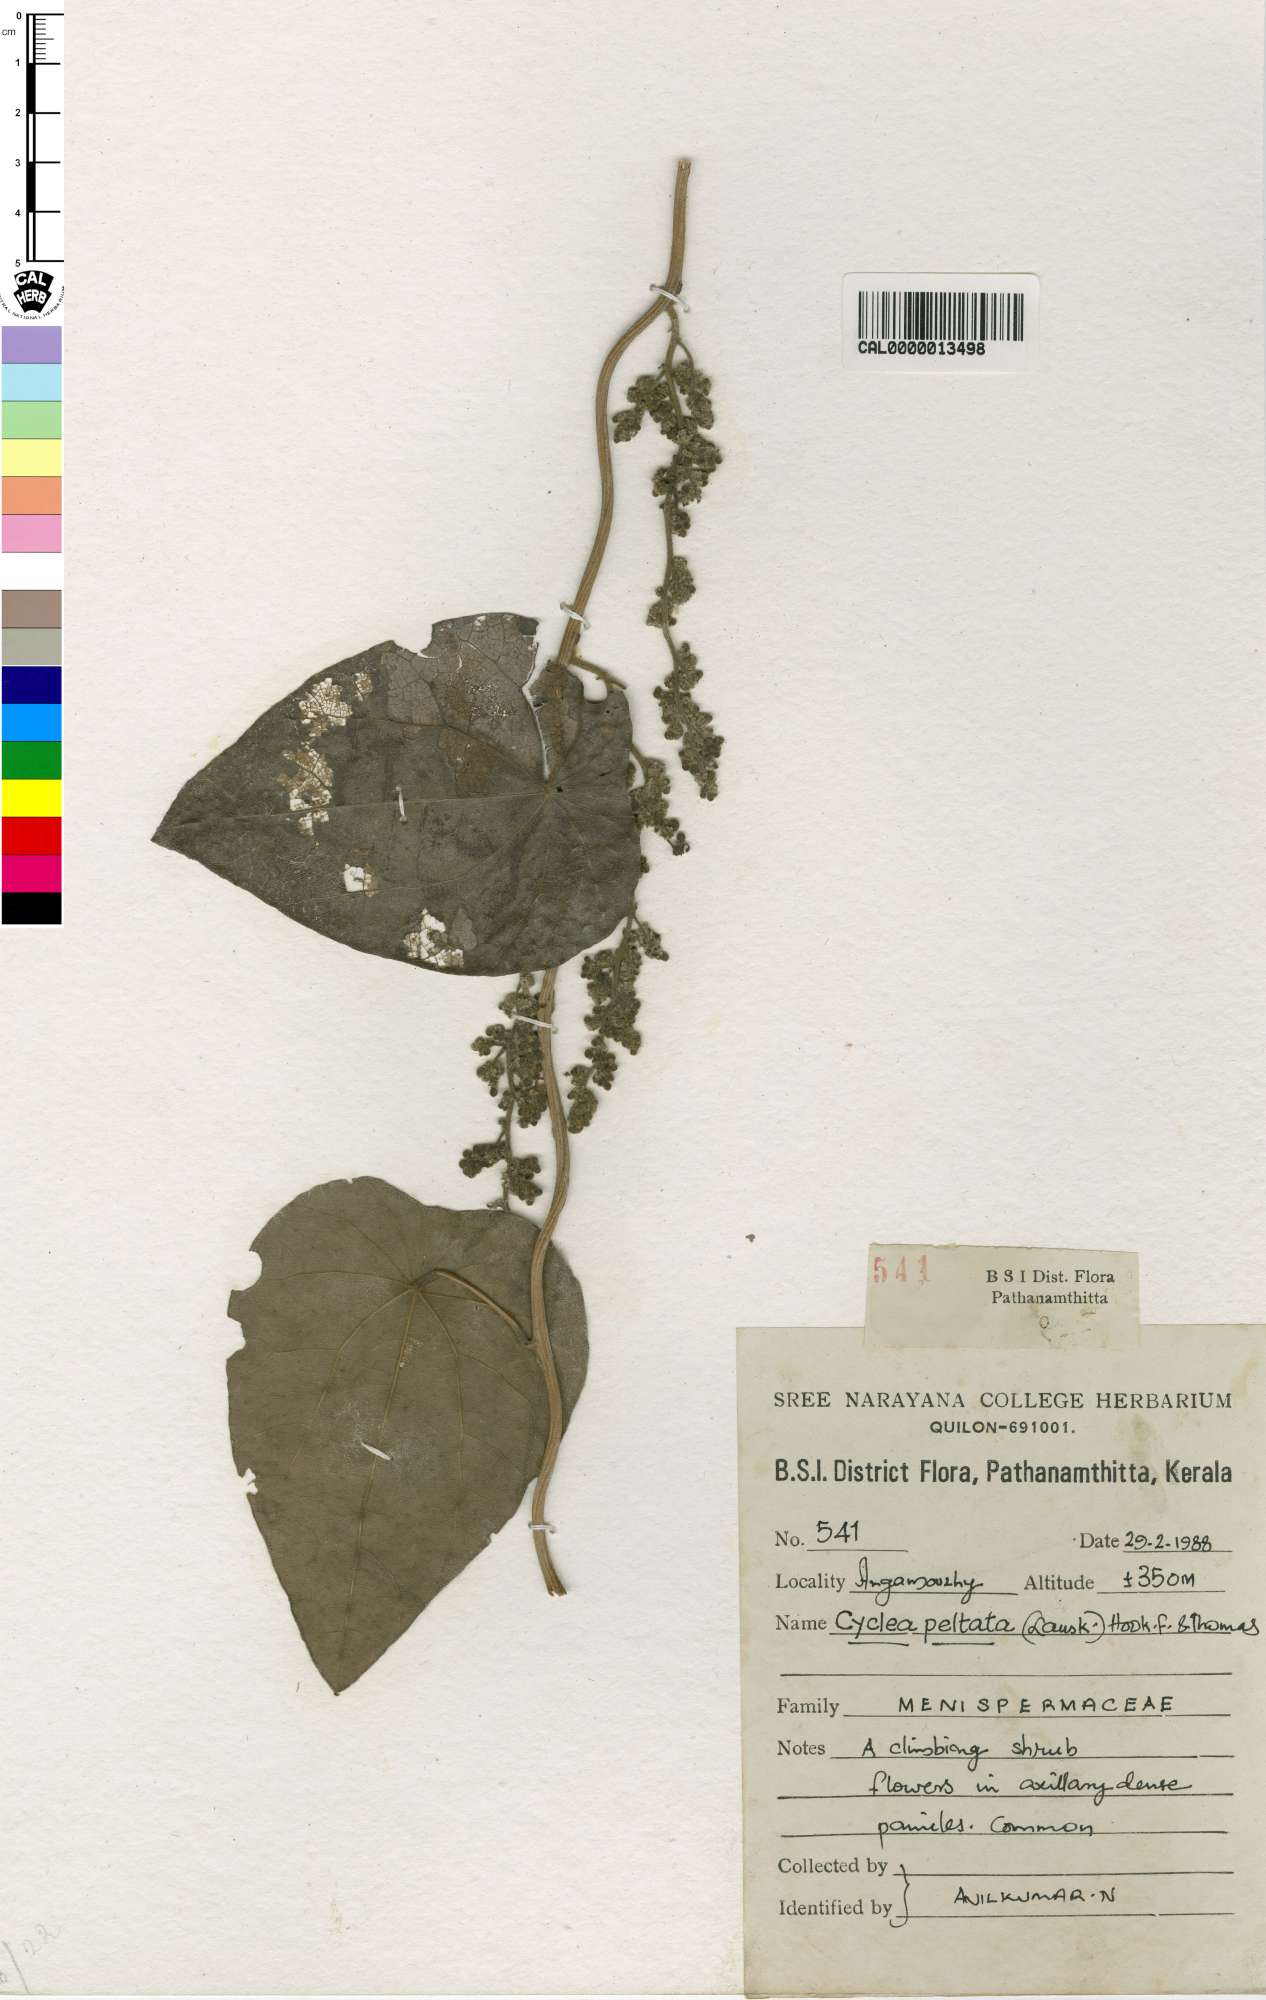 0
cm
1
2
3
4
5
CAL
HERB
CAL0000013498
541
B S I Dist. Flora
Pathanamthitta
SREE NARAYANA COLLEGE HERBARIUM
QUILON-691001.
B.S.I. District Flora, Pathanamthitta, Kerala
No. 541 Date 29-2-1988
Locality Angamoozhy Altitude ±350m
Name Cyclea peltata (Lamk.) Hook.f. & Thomas
Family MENISPERMACEAE
Notes A climbing shrub
flowers in axillary dense
panicles. Common
Collected by
Identified by } ANILKUMAR.N